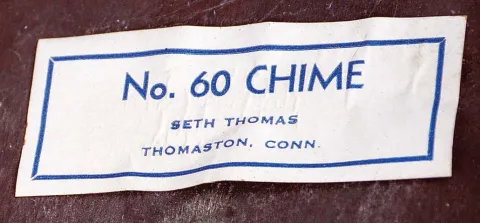 No. 60 CHIME
SETH THOMAS
THOMASTON, CONN.